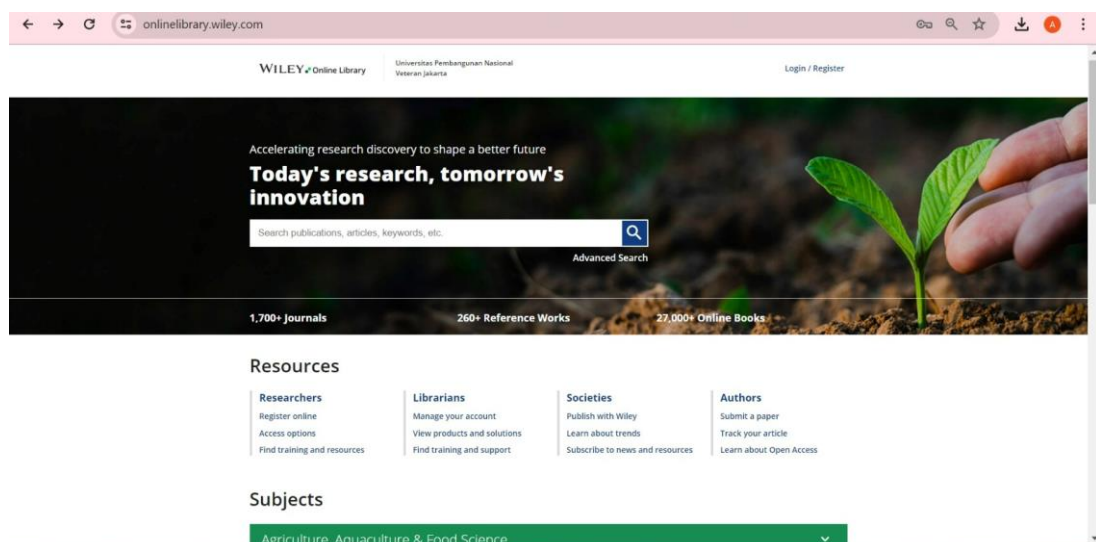 onlinelibrary.wiley.com
A
WILEY Online Library
Universitas Pembangunan Nasional
Veteran Jakarta
Login / Register
Accelerating research discovery to shape a better future
Today's research, tomorrow's
innovation
Search publications, articles, keywords, etc.
Advanced Search
1,700+ Journals
260+ Reference Works
27,000+ Online Books
Resources
Researchers
Register online
Access options
Find training and resources
Librarians
Manage your account
View products and solutions
Find training and support
Societies
Publish with Wiley
Learn about trends
Subscribe to news and resources
Authors
Submit a paper
Track your article
Learn about Open Access
Subjects
Agriculture, Aquaculture & Food Science